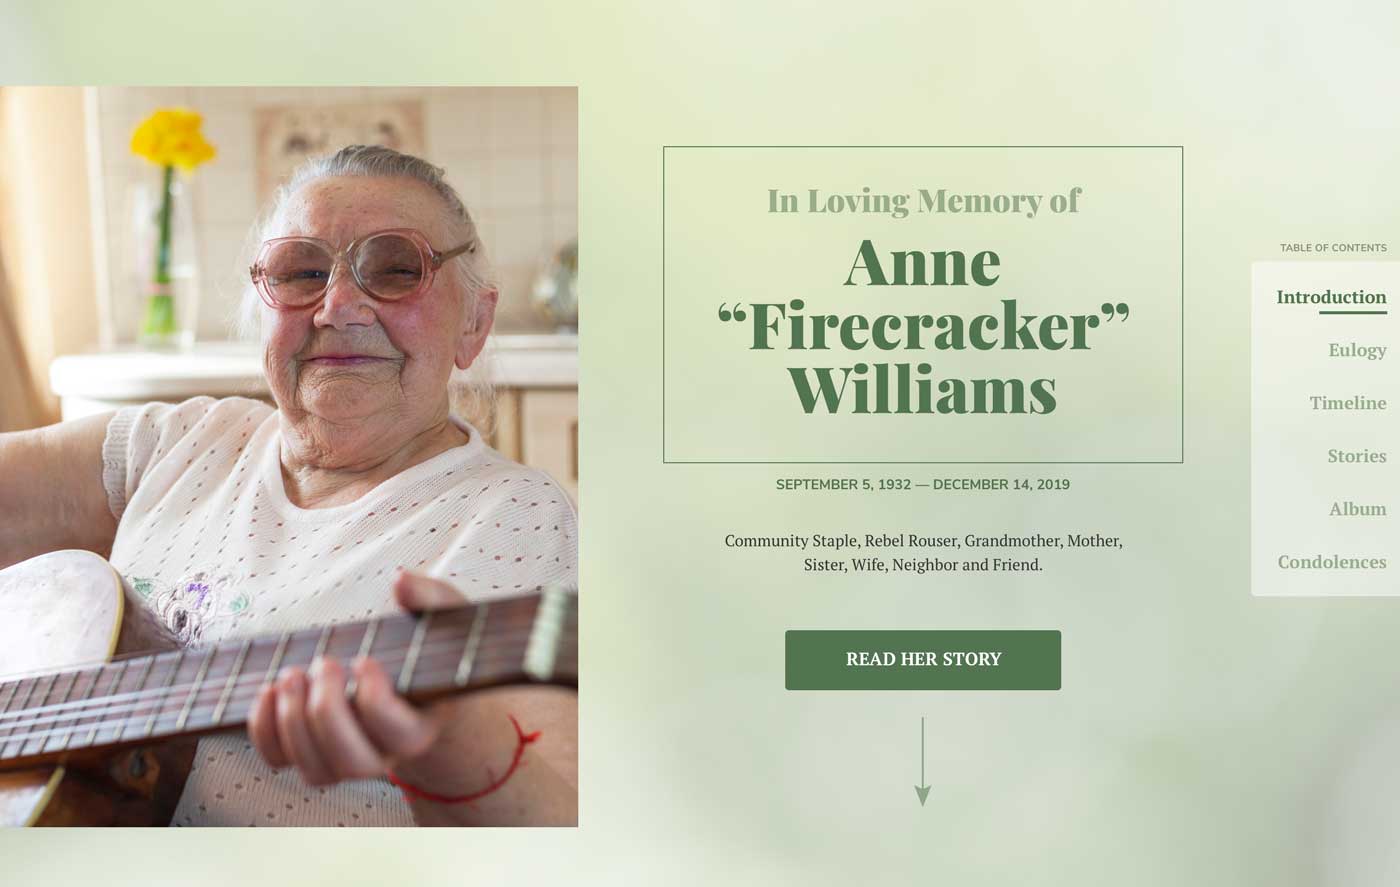 In Loving Memory of
Anne
“Firecracker”
Williams
SEPTEMBER 5, 1932 — DECEMBER 14, 2019
Community Staple, Rebel Rouser, Grandmother, Mother,
Sister, Wife, Neighbor and Friend.
READ HER STORY
TABLE OF CONTENTS
Introduction
Eulogy
Timeline
Stories
Album
Condolences